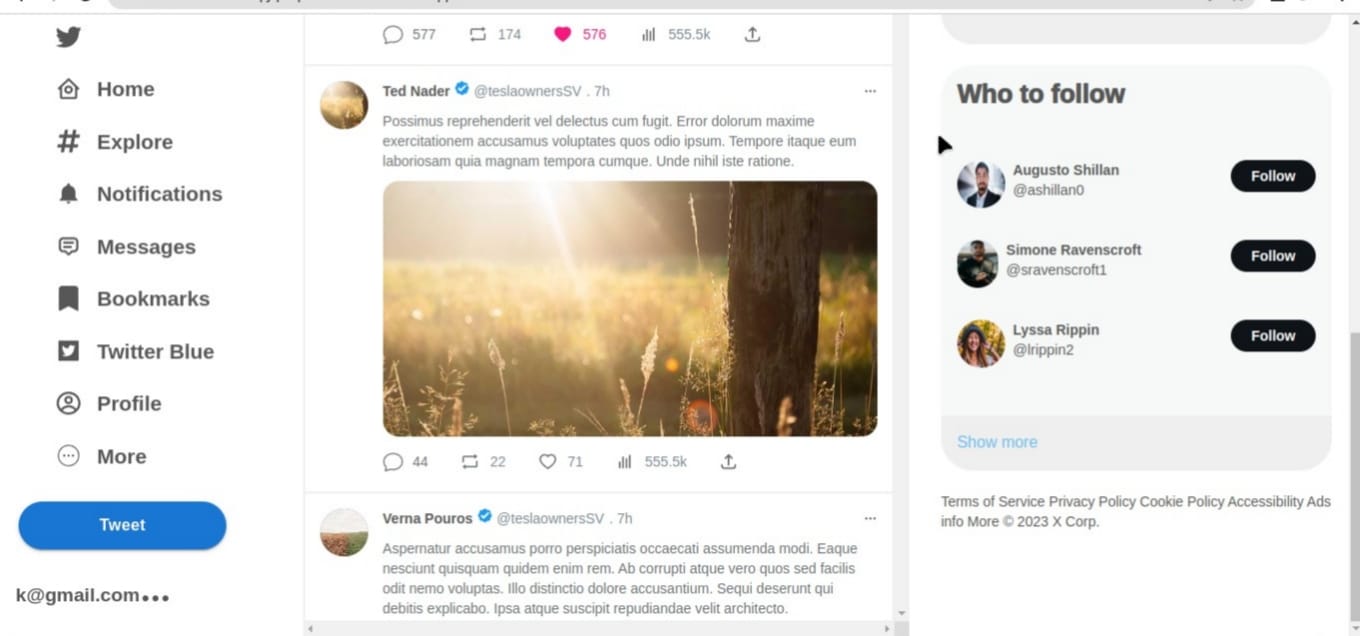 Home
Explore
Notifications
Messages
Bookmarks
Twitter Blue
Profile
More
Tweet
k@gmail.com
577 174 576 555.5k
Ted Nader @teslaownersSV . 7h
Possimus reprehenderit vel delectus cum fugit. Error dolorum maxime
exercitationem accusamus voluptates quos odio ipsum. Tempore itaque eum
laboriosam quia magnam tempora cumque. Unde nihil iste ratione.
44 22 71 555.5k
Verna Pouros @teslaownersSV . 7h
Aspernatur accusamus porro perspiciatis occaecati assumenda modi. Eaque
nesciunt quisquam quidem enim rem. Ab corrupti atque vero quos sed facilis
odit nemo voluptas. Illo distinctio dolore accusantium. Sequi deserunt qui
debitis explicabo. Ipsa atque suscipit repudiandae velit architecto.
Who to follow
Augusto Shillan
@ashillan0
Follow
Simone Ravenscroft
@sravenscroft1
Follow
Lyssa Rippin
@lrippin2
Follow
Show more
Terms of Service Privacy Policy Cookie Policy Accessibility Ads
info More © 2023 X Corp.